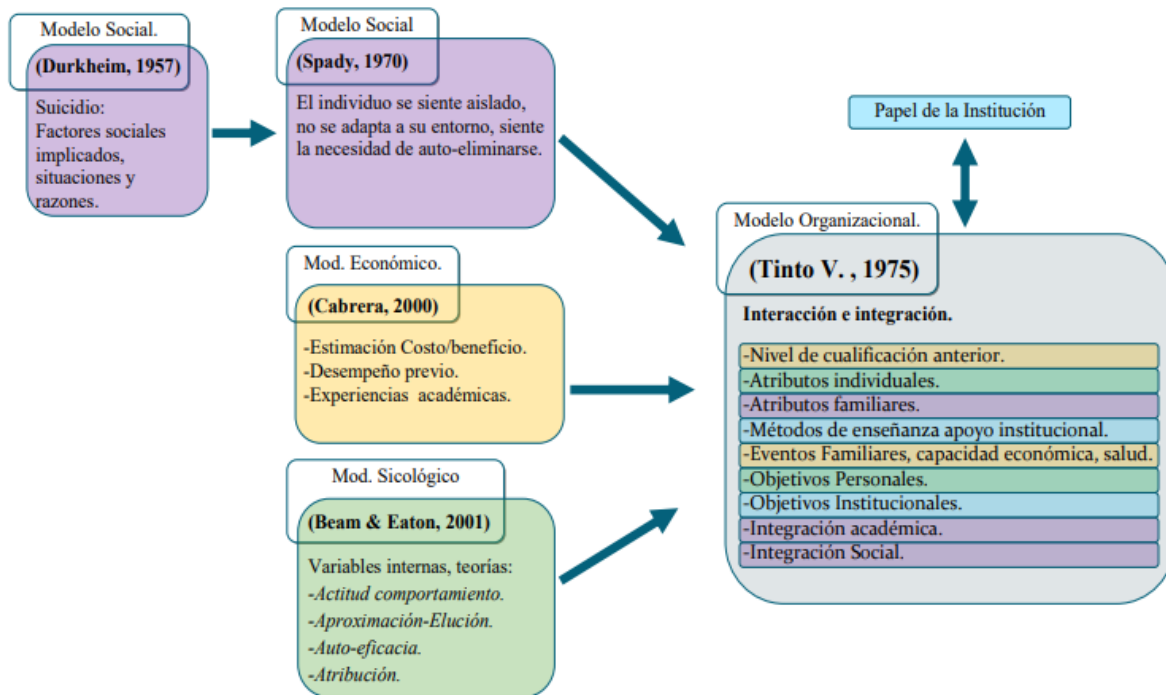 Modelo Social.
(Durkheim, 1957)
Suicidio:
Factores sociales
implicados,
situaciones y
razones.
Modelo Social
(Spady, 1970)
El individuo se siente aislado,
no se adapta a su entorno, siente
la necesidad de auto-eliminarse.
Mod. Económico.
(Cabrera, 2000)
-Estimación Costo/beneficio.
-Desempeño previo.
-Experiencias académicas.
Mod. Sicológico
(Beam & Eaton, 2001)
Variables internas, teorías:
-Actitud comportamiento.
-Aproximación-Elución.
-Auto-eficacia.
-Atribución.
Papel de la Institución
Modelo Organizacional.
(Tinto V. , 1975)
Interacción e integración.
-Nivel de cualificación anterior.
-Atributos individuales.
-Atributos familiares.
-Métodos de enseñanza apoyo institucional.
-Eventos Familiares, capacidad económica, salud.
-Objetivos Personales.
-Objetivos Institucionales.
-Integración académica.
-Integración Social.